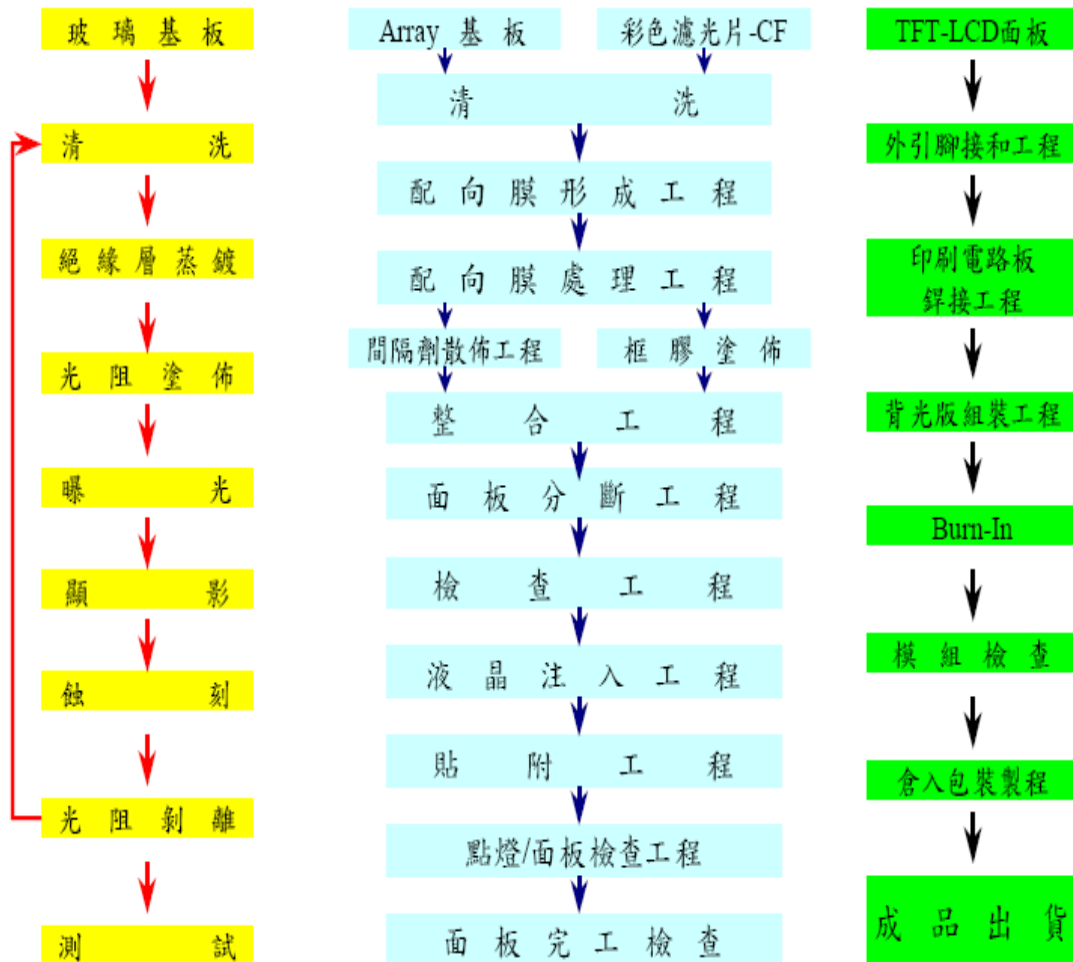 玻璃基板
清洗
絕緣層蒸鍍
光阻塗佈
曝光
顯影
蝕刻
光阻剝離
測試
Array 基板
彩色濾光片-CF
清洗
配向膜形成工程
配向膜處理工程
間隔劑散佈工程
框膠塗佈
整合工程
面板分斷工程
檢查工程
液晶注入工程
貼附工程
點燈/面板檢查工程
面板完工檢查
TFT-LCD面板
外引腳接和工程
印刷電路板
銲接工程
背光版組裝工程
Burn-In
模組檢查
倉入包裝製程
成品出貨